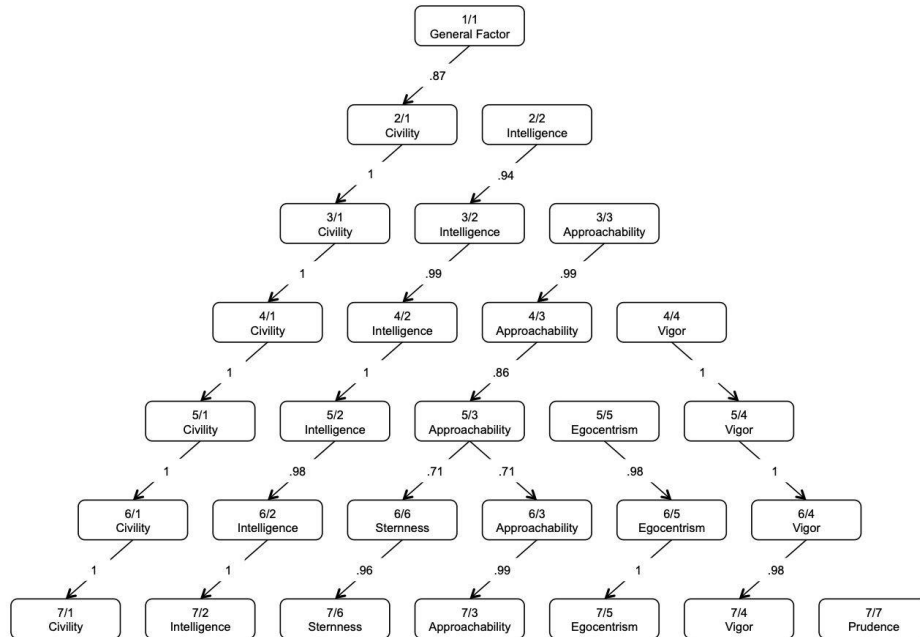 1/1
General Factor
.87
2/1
Civility
2/2
Intelligence
1
.94
3/1
Civility
3/2
Intelligence
3/3
Approachability
1
.99
.99
4/1
Civility
4/2
Intelligence
4/3
Approachability
4/4
Vigor
1
1
.86
1
5/1
Civility
5/2
Intelligence
5/3
Approachability
5/5
Egocentrism
5/4
Vigor
1
.98
.71
.71
.98
1
6/1
Civility
6/2
Intelligence
6/6
Sternness
6/3
Approachability
6/5
Egocentrism
6/4
Vigor
1
1
.96
.99
1
.98
7/1
Civility
7/2
Intelligence
7/6
Sternness
7/3
Approachability
7/5
Egocentrism
7/4
Vigor
7/7
Prudence